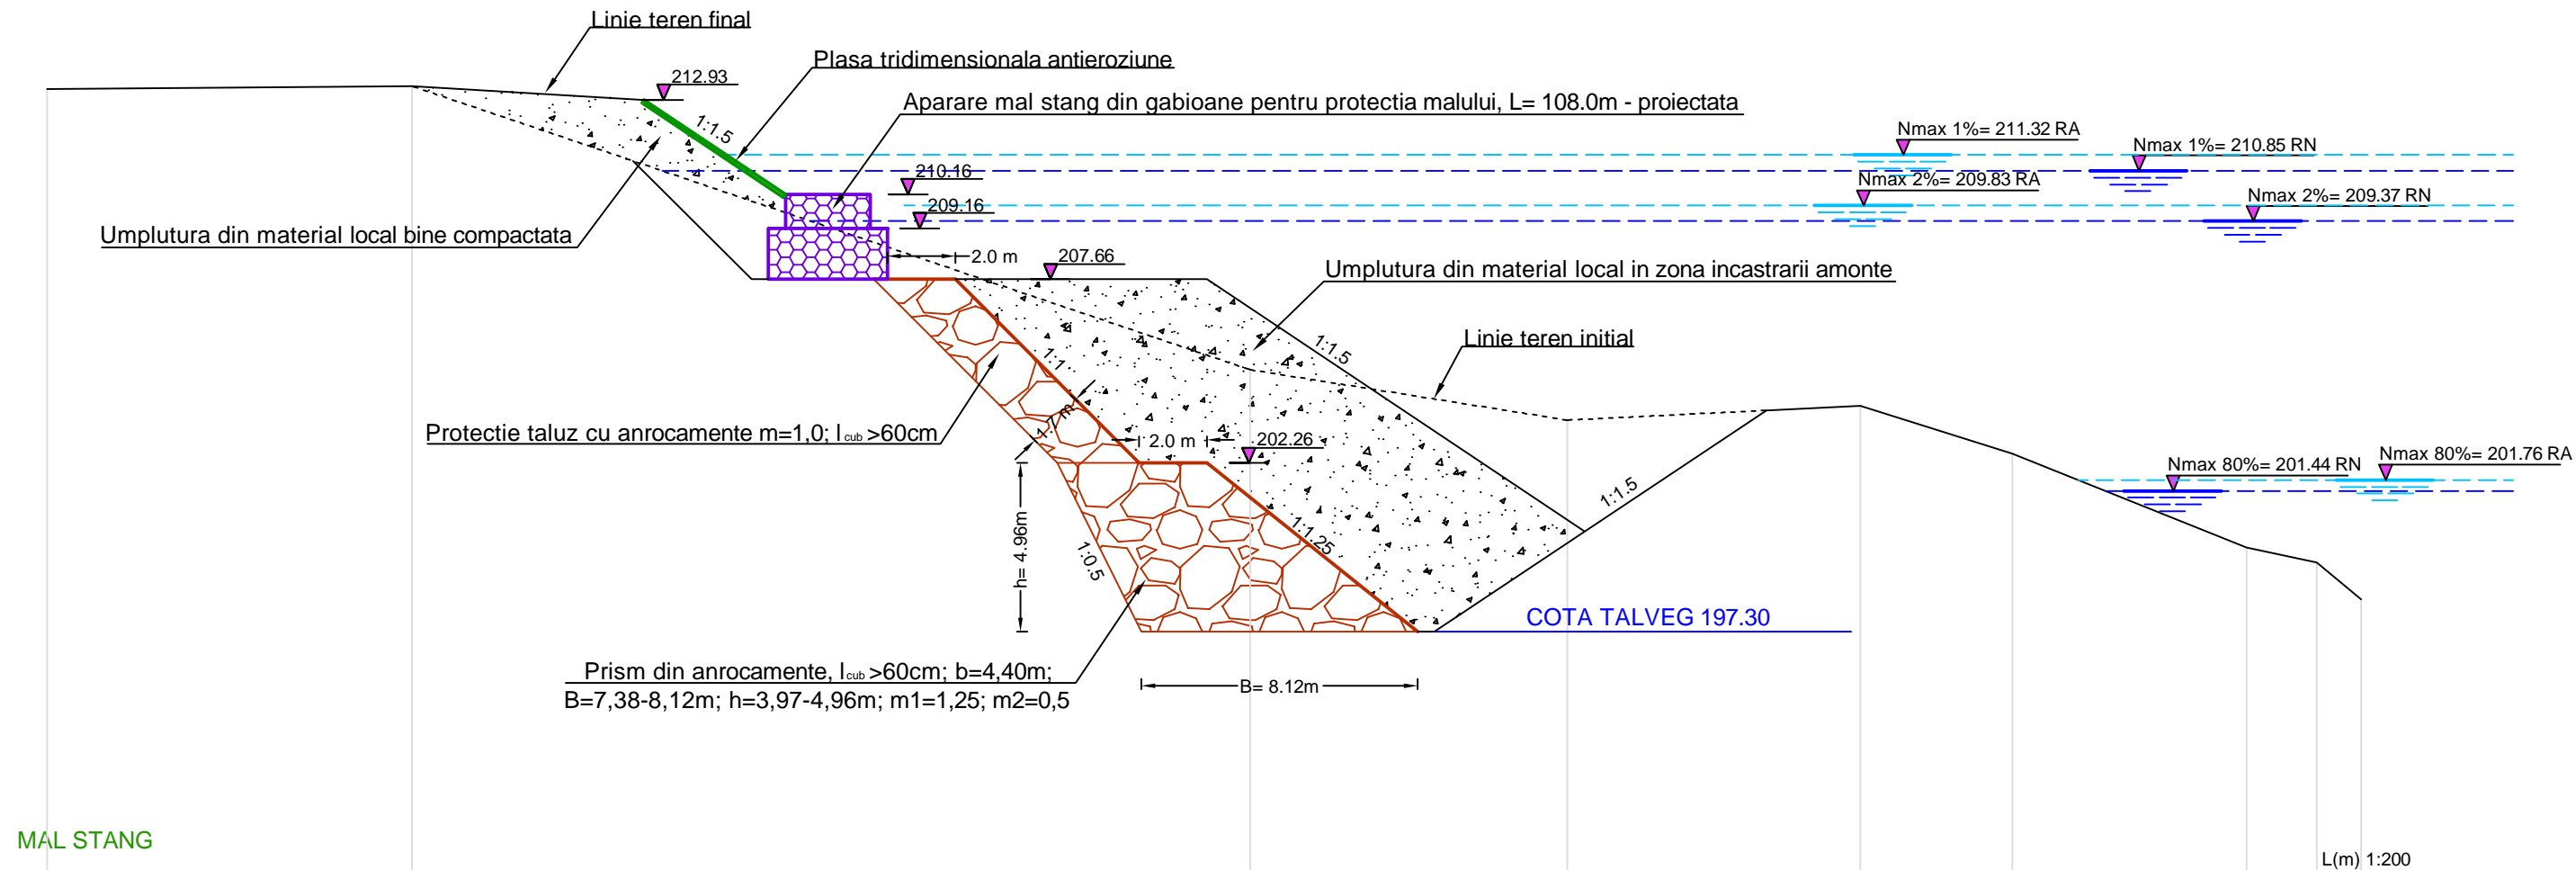 Linie teren final
Plasa tridimensionala antieroziune
212.93
Aparare mal stang din gabioane pentru protectia malului, L= 108.0m - proiectata
1:1.5
Nmax 1%= 211.32 RA
Nmax 1%= 210.85 RN
210.16
Nmax 2%= 209.83 RA
Nmax 2%= 209.37 RN
209.16
Umplutura din material local bine compactata
2.0 m
207.66
Umplutura din material local in zona incastrarii amonte
Linie teren initial
1:1.5
1:1
1.7 m
Protectie taluz cu anrocamente m=1,0; lcub >60cm
2.0 m
202.26
Nmax 80%= 201.44 RN
Nmax 80%= 201.76 RA
1:1.5
h= 4.96m
1:0.5
1:1.25
COTA TALVEG 197.30
Prism din anrocamente, lcub >60cm; b=4,40m;
B=7,38-8,12m; h=3,97-4,96m; m1=1,25; m2=0,5
B= 8.12m
MAL STANG
L(m) 1:200